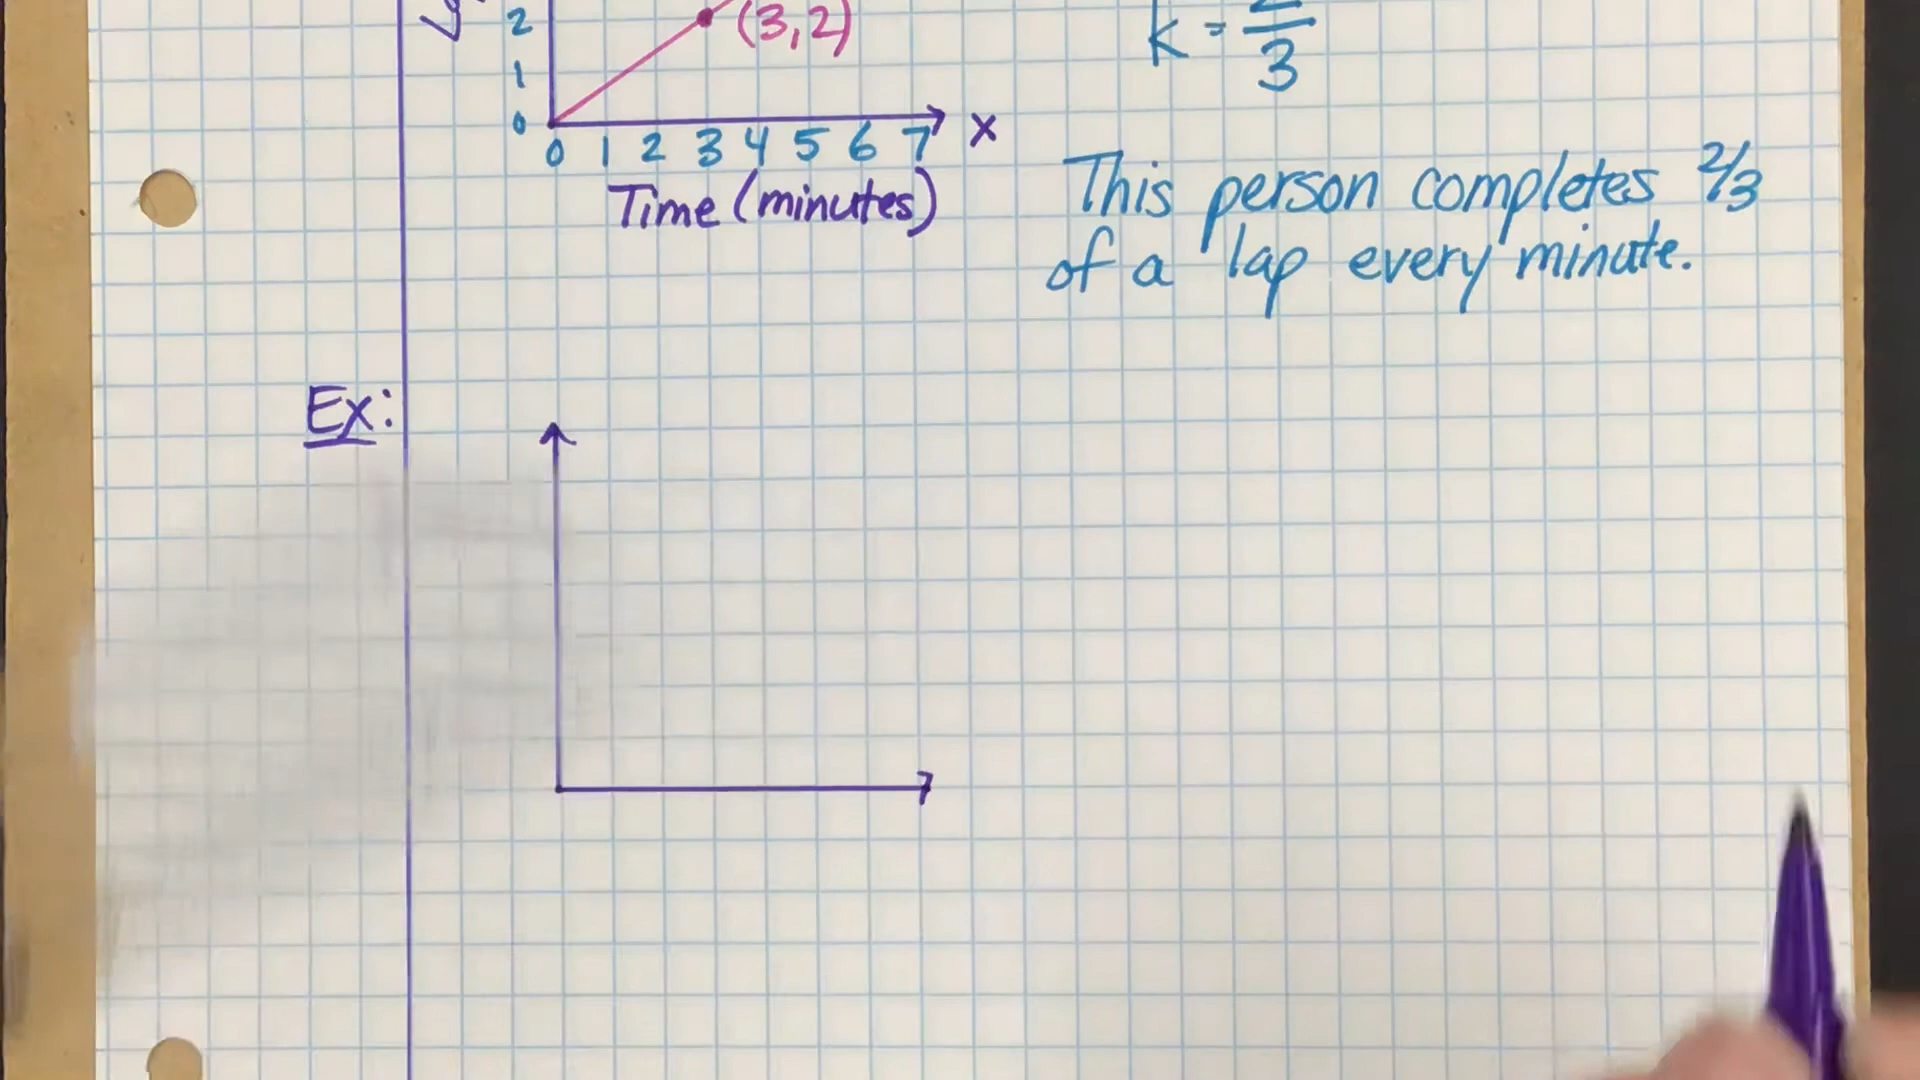 2 (3,2)
1
0
0 1 2 3 4 5 6 7 x
Time (minutes)
k = 2/3
This person completes 2/3
of a lap every minute.
Ex: